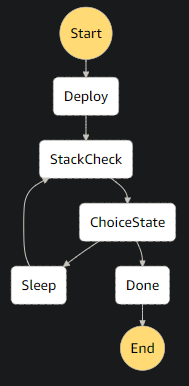 Start
Deploy
StackCheck
ChoiceState
Sleep
Done
End